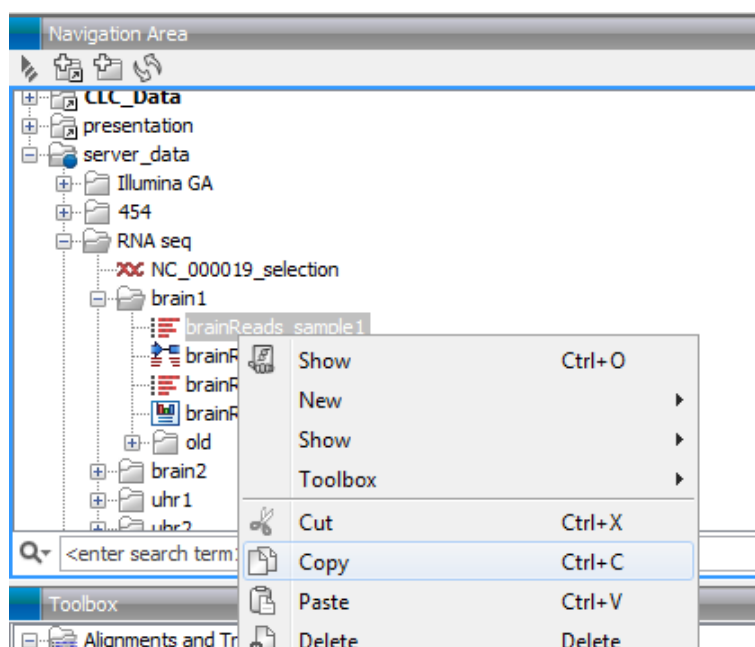 Navigation Area
CLC_Data
presentation
server_data
Illumina GA
454
RNA seq
NC_000019_selection
brain1
brainReads_sample1
brainR
Show Ctrl+O
brainR
New
brainR
Show
old
Toolbox
brain2
uhr1
Cut Ctrl+X
uhr2
<enter search term
Copy Ctrl+C
Toolbox
Paste Ctrl+V
Alignments and Tr
Delete Delete